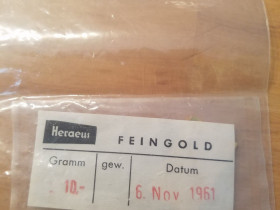 Heraeus FEINGOLD
Gramm gew. Datum
10.- 6. Nov 1961